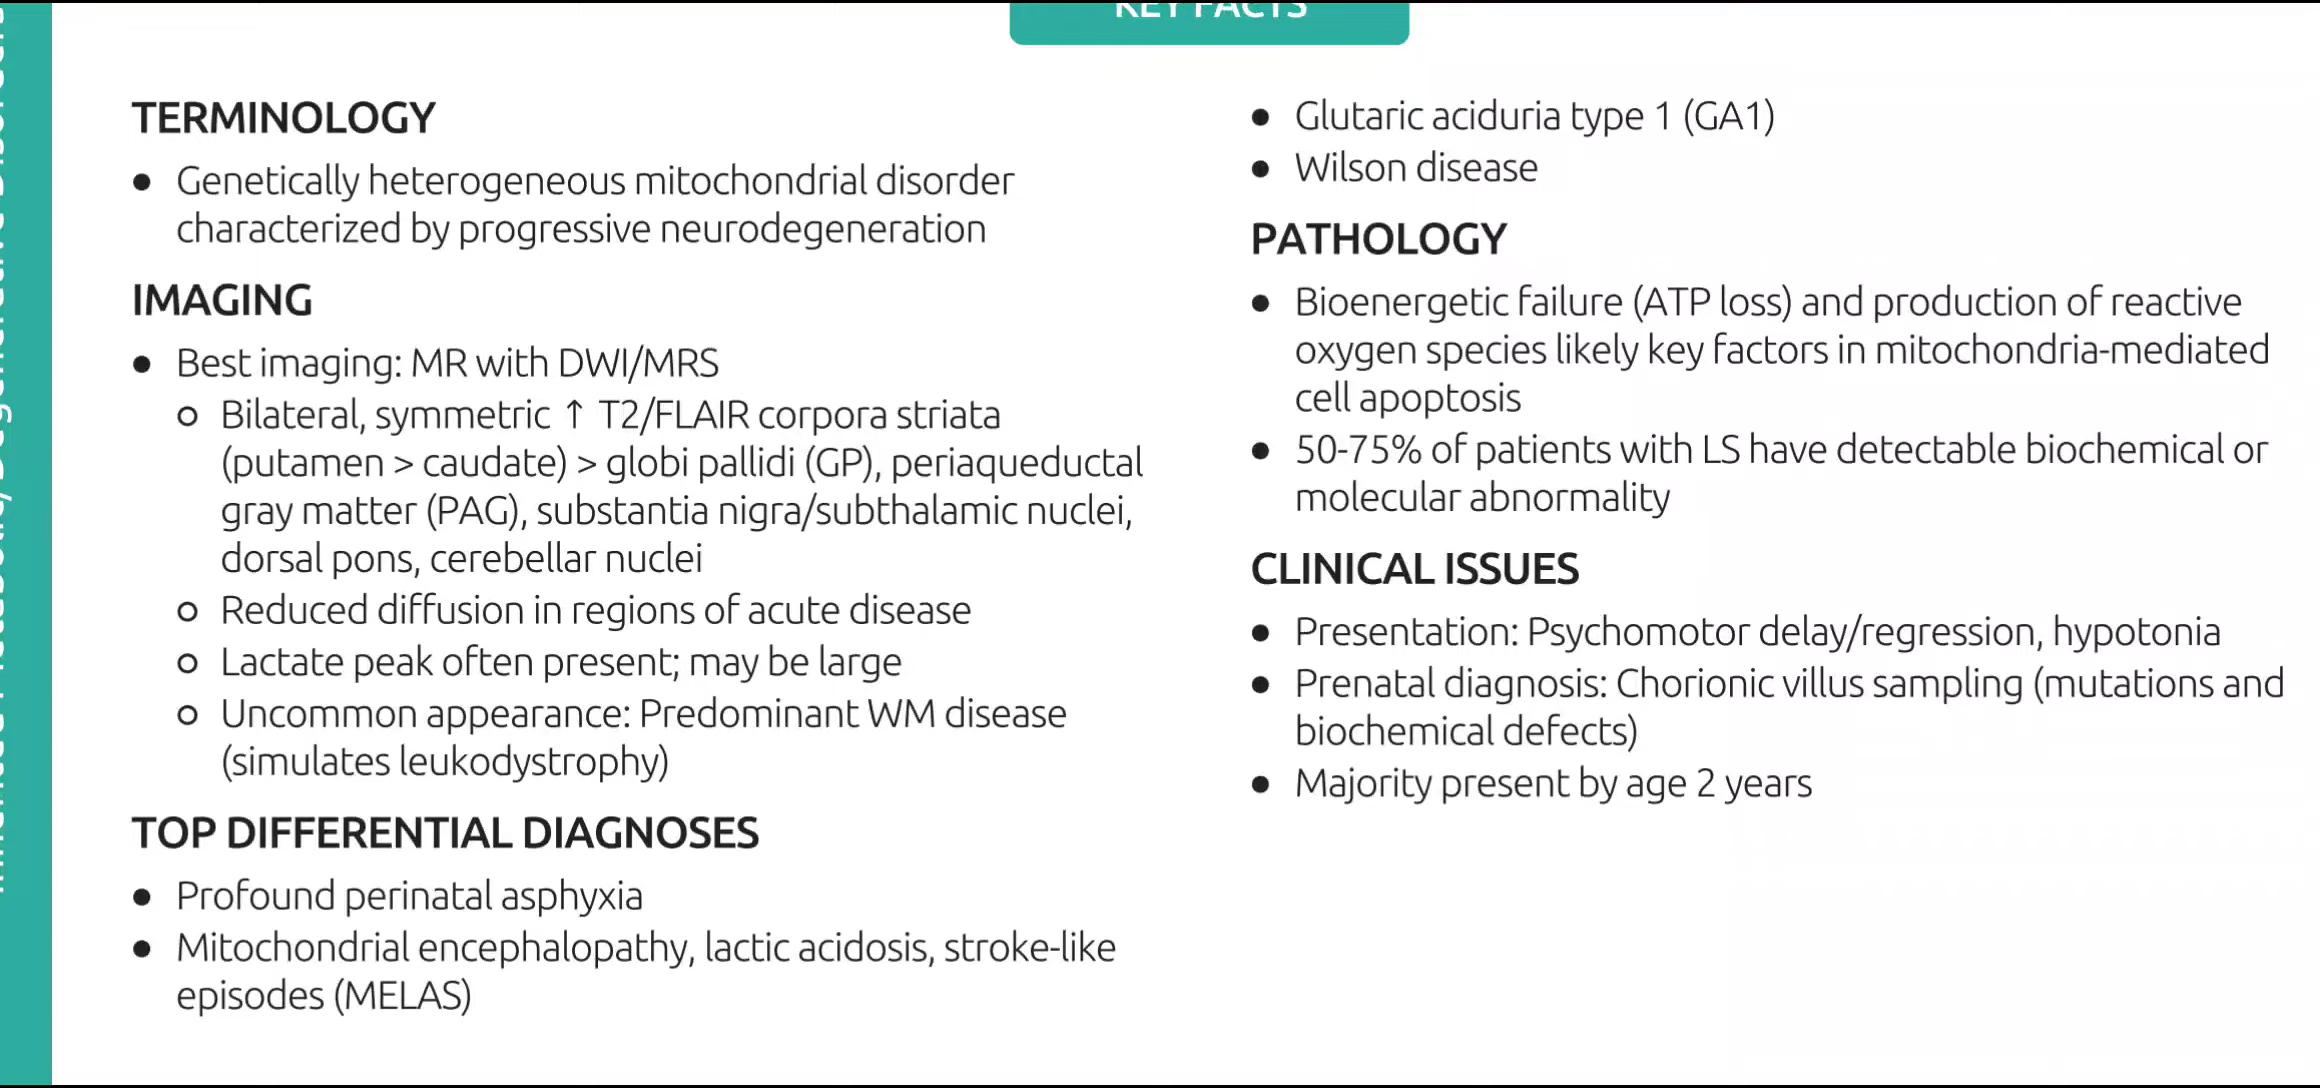 KEY FACTS
TERMINOLOGY
● Genetically heterogeneous mitochondrial disorder
characterized by progressive neurodegeneration
IMAGING
● Best imaging: MR with DWI/MRS
○ Bilateral, symmetric ↑ T2/FLAIR corpora striata
(putamen > caudate) > globi pallidi (GP), periaqueductal
gray matter (PAG), substantia nigra/subthalamic nuclei,
dorsal pons, cerebellar nuclei
○ Reduced diffusion in regions of acute disease
○ Lactate peak often present; may be large
○ Uncommon appearance: Predominant WM disease
(simulates leukodystrophy)
TOP DIFFERENTIAL DIAGNOSES
● Profound perinatal asphyxia
● Mitochondrial encephalopathy, lactic acidosis, stroke-like
episodes (MELAS)
● Glutaric aciduria type 1 (GA1)
● Wilson disease
PATHOLOGY
● Bioenergetic failure (ATP loss) and production of reactive
oxygen species likely key factors in mitochondria-mediated
cell apoptosis
● 50-75% of patients with LS have detectable biochemical or
molecular abnormality
CLINICAL ISSUES
● Presentation: Psychomotor delay/regression, hypotonia
● Prenatal diagnosis: Chorionic villus sampling (mutations and
biochemical defects)
● Majority present by age 2 years